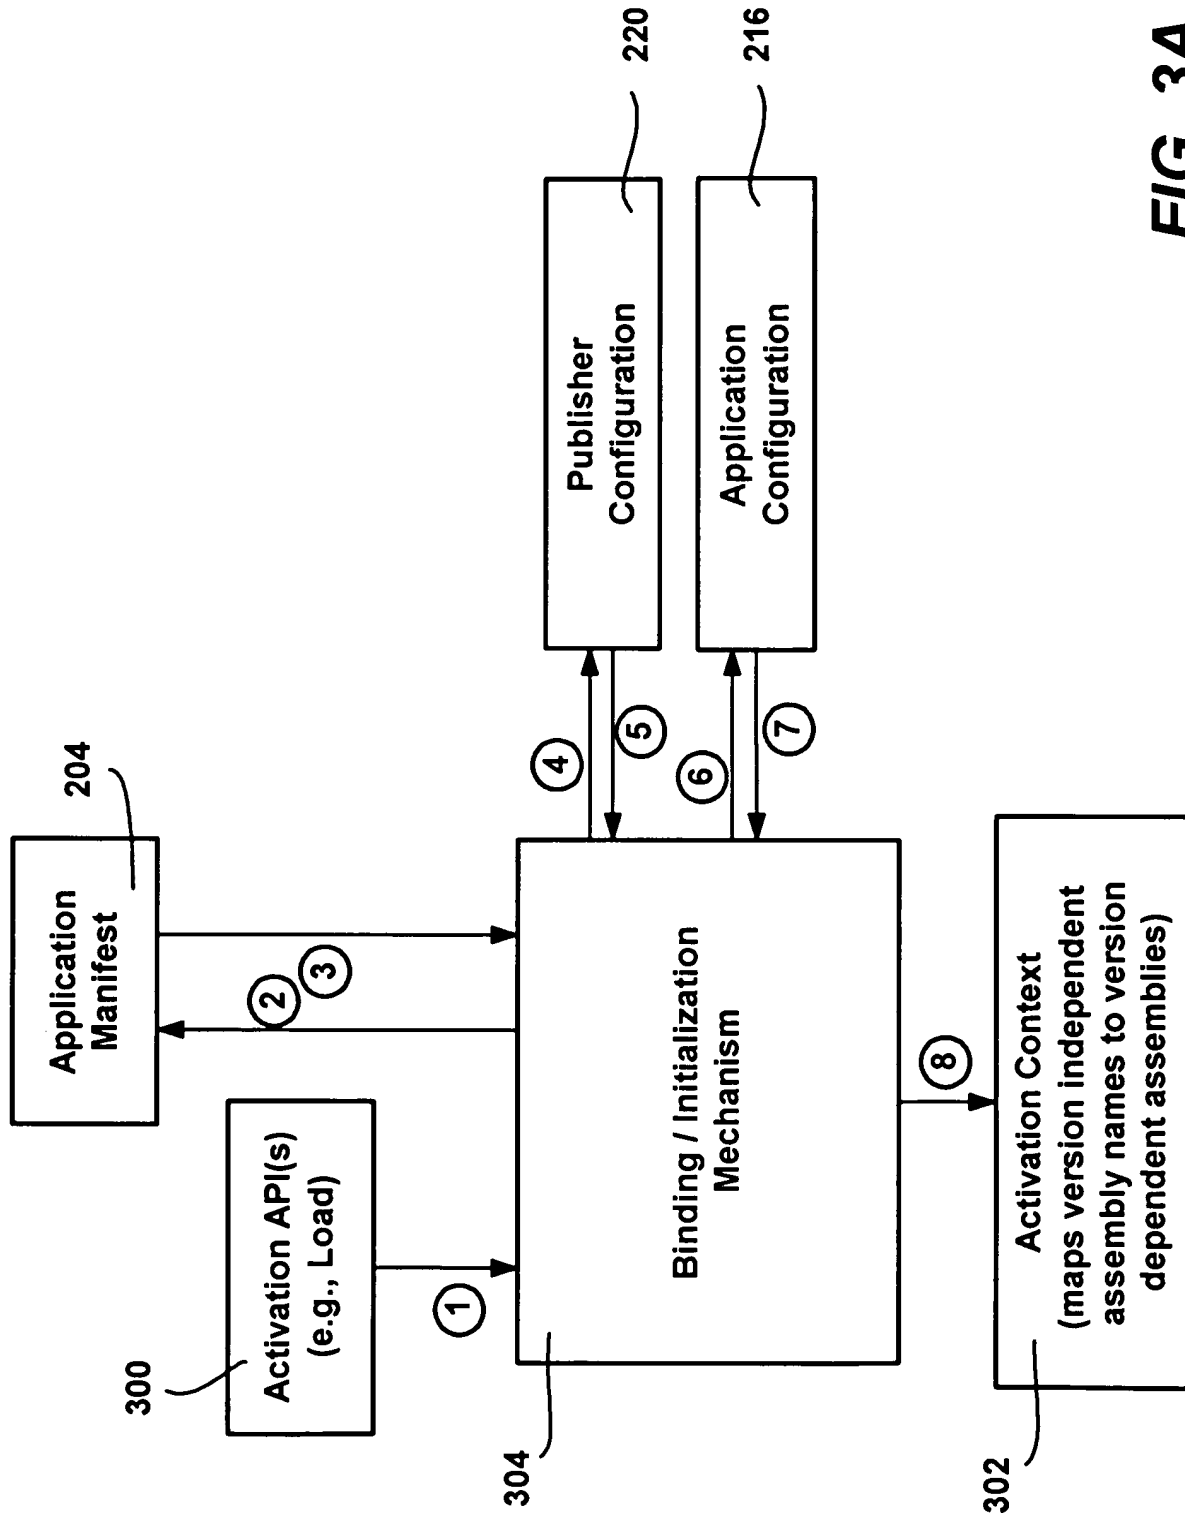 300
Activation API(s)
(e.g., Load)
204
Application
Manifest
1
2
3
304
Binding / Initialization
Mechanism
4
5
Publisher
Configuration
220
6
7
Application
Configuration
216
8
302
Activation Context
(maps version independent
assembly names to version
dependent assemblies)
FIG. 3A